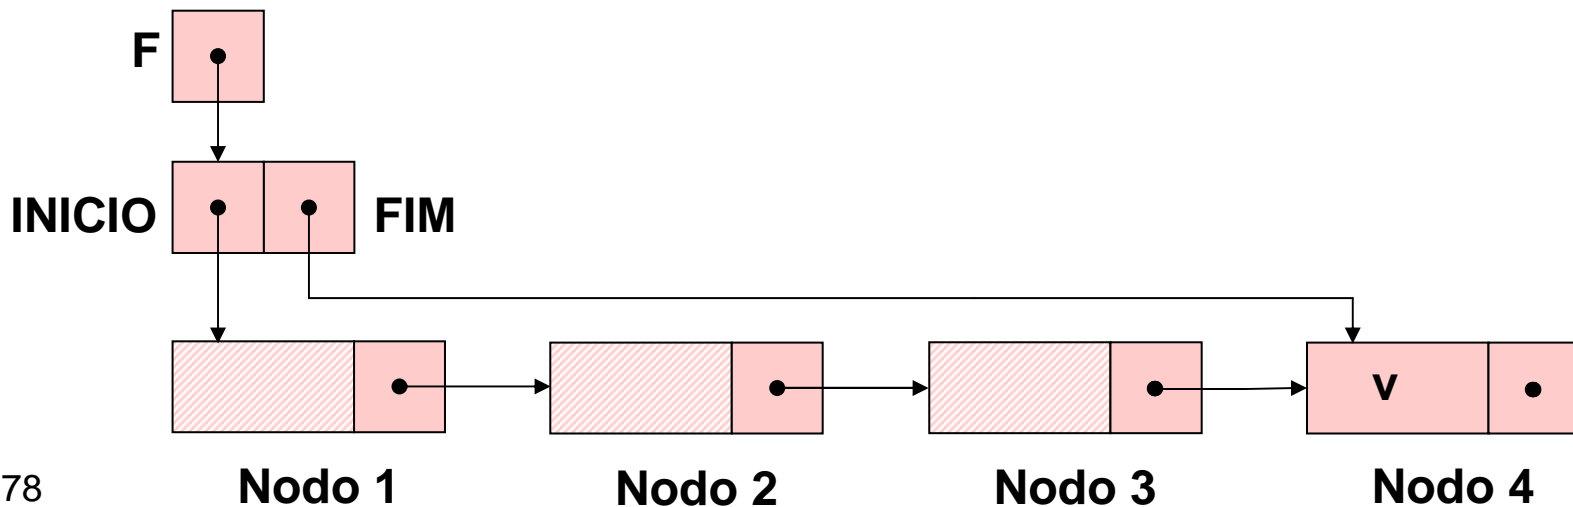 F
INICIO FIM
v
78 Nodo 1 Nodo 2 Nodo 3 Nodo 4